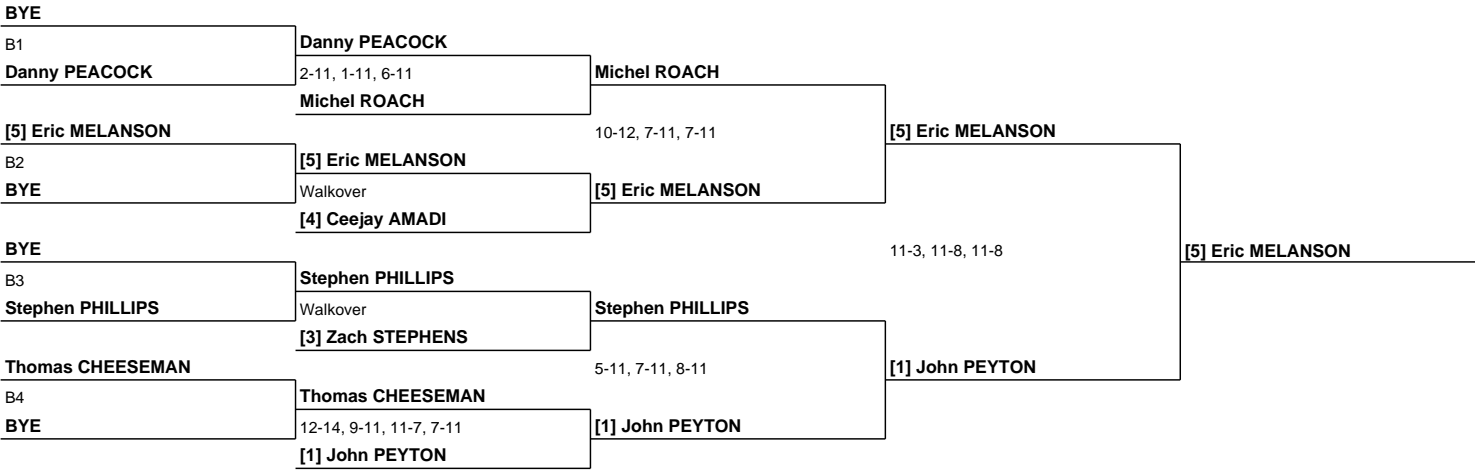 BYE
B1
Danny PEACOCK
Danny PEACOCK
2-11, 1-11, 6-11
Michel ROACH
Michel ROACH
[5] Eric MELANSON
B2
BYE
[5] Eric MELANSON
Walkover
[4] Ceejay AMADI
[5] Eric MELANSON
10-12, 7-11, 7-11
[5] Eric MELANSON
BYE
B3
Stephen PHILLIPS
Stephen PHILLIPS
Walkover
[3] Zach STEPHENS
Stephen PHILLIPS
Thomas CHEESEMAN
B4
BYE
Thomas CHEESEMAN
12-14, 9-11, 11-7, 7-11
[1] John PEYTON
[1] John PEYTON
5-11, 7-11, 8-11
[1] John PEYTON
11-3, 11-8, 11-8
[5] Eric MELANSON